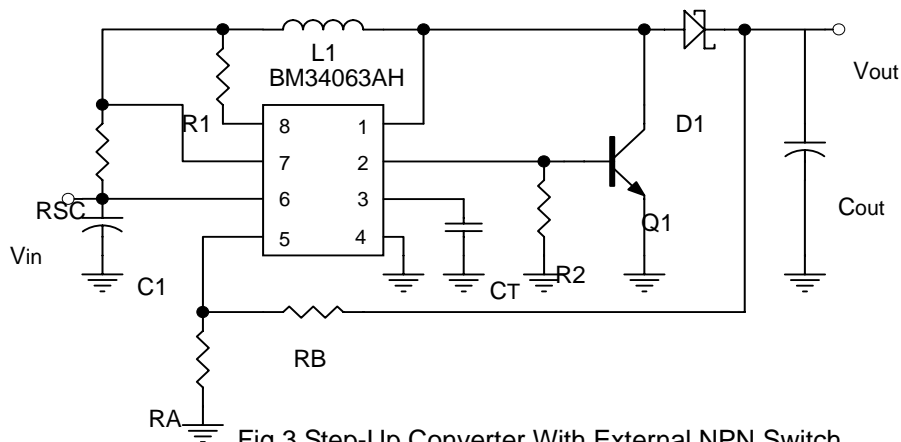 L1
BM34063AH
Vout
R1
D1
8
1
7
2
RSC
6
3
Cout
Q1
Vin
5
4
C1
CT
R2
RB
RA
Fig.3 Step-Up Converter With External NPN Switch